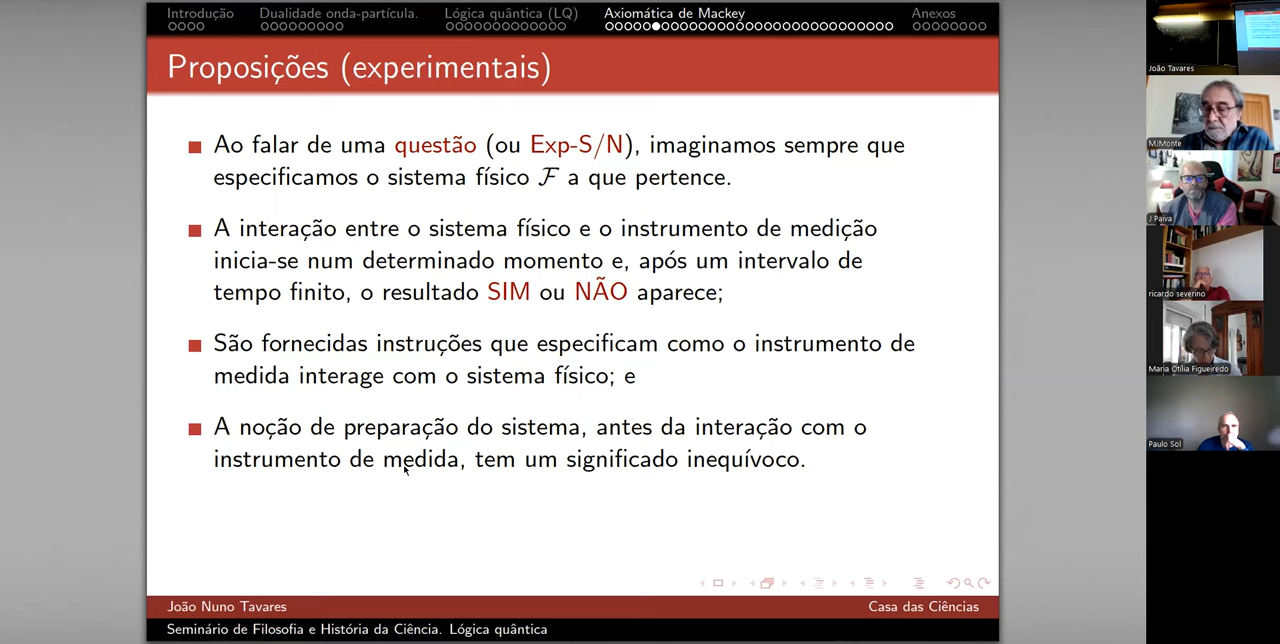 Introdução Dualidade onda-partícula. Lógica quântica (LQ) Axiomática de Mackey Anexos
Proposições (experimentais)
Ao falar de uma questão (ou Exp-S/N), imaginamos sempre que
especificamos o sistema físico ℱ a que pertence.
A interação entre o sistema físico e o instrumento de medição
inicia-se num determinado momento e, após um intervalo de
tempo finito, o resultado SIM ou NÃO aparece;
São fornecidas instruções que especificam como o instrumento de
medida interage com o sistema físico; e
A noção de preparação do sistema, antes da interação com o
instrumento de medida, tem um significado inequívoco.
João Nuno Tavares Casa das Ciências
Seminário de Filosofia e História da Ciência. Lógica quântica
João Tavares
MJMonte
J Paiva
ricardo severino
Maria Otília Figueiredo
Paulo Sol